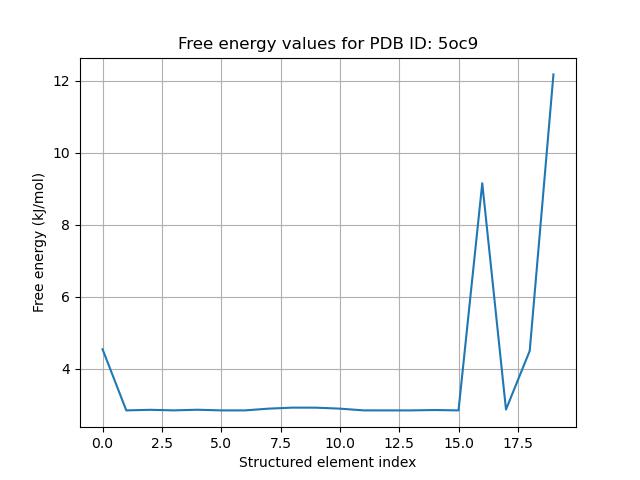 Free energy values for PDB ID: 5oc9
Free energy (kJ/mol)
12
10
8
6
4
0.0 2.5 5.0 7.5 10.0 12.5 15.0 17.5
Structured element index